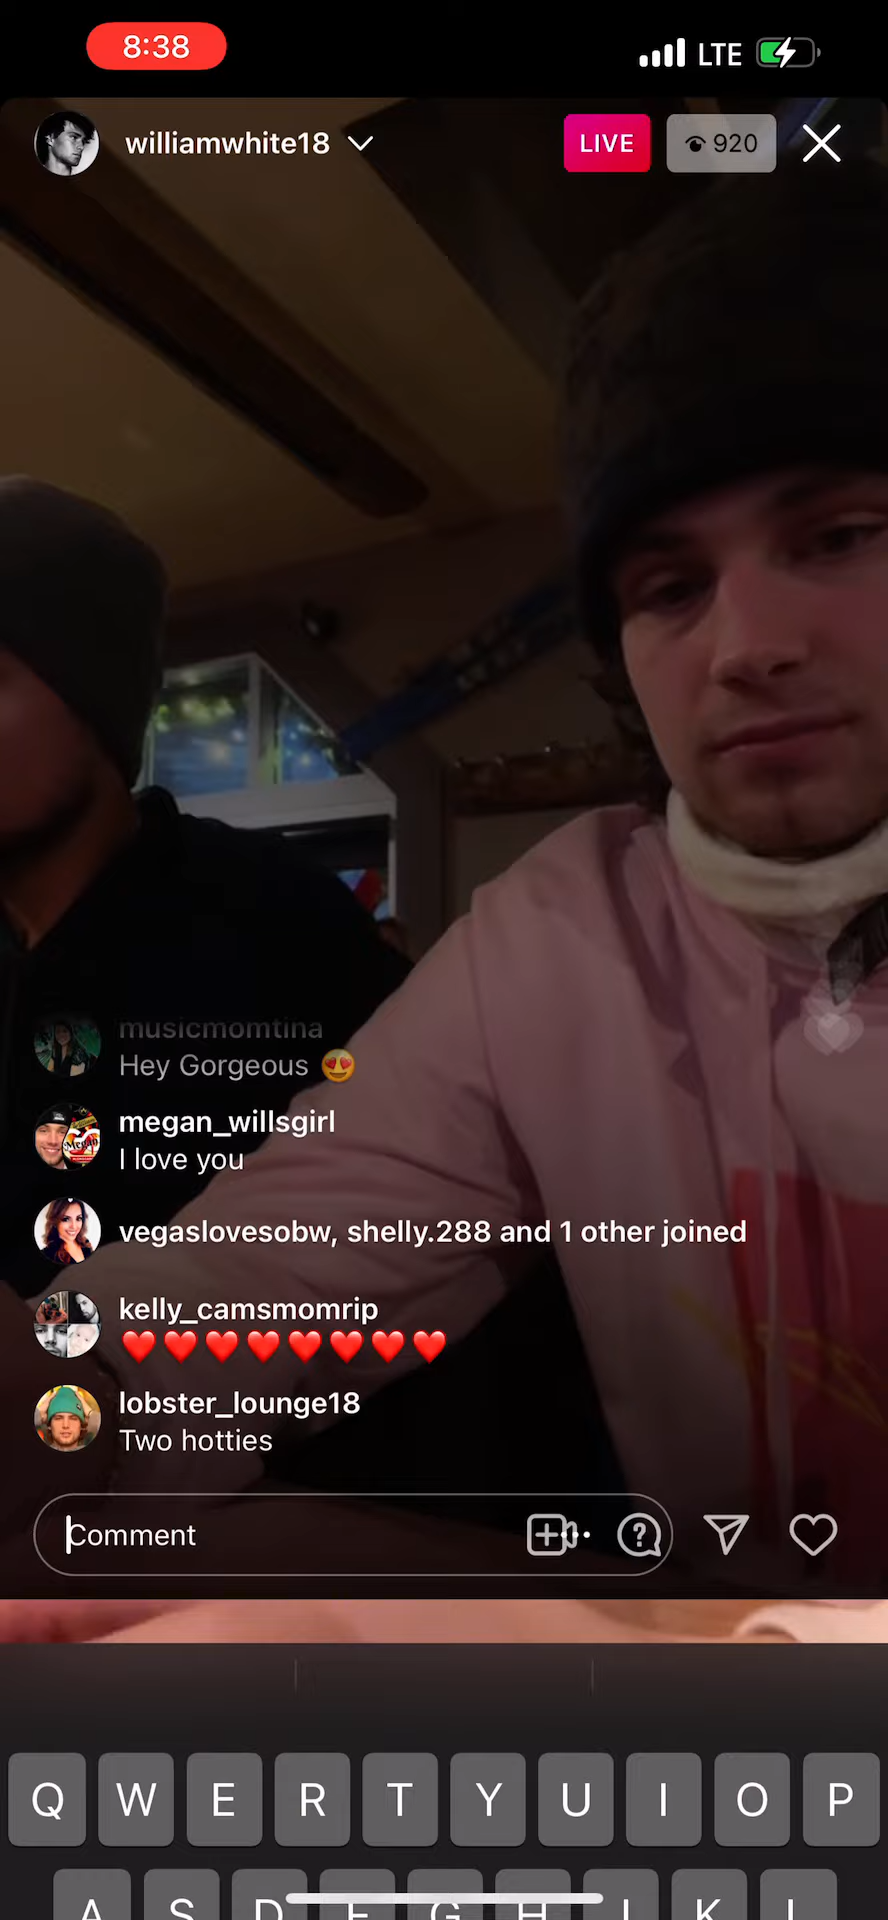 8:38
LTE
williamwhite18
LIVE
920
musicmomtina
Hey Gorgeous 😍
megan_willsgirl
I love you
vegaslovesobw, shelly.288 and 1 other joined
kelly_camsmomrip
❤️❤️❤️❤️❤️❤️❤️❤️
lobster_lounge18
Two hotties
Comment
Q W E R T Y U I O P
A S D F G H J K L